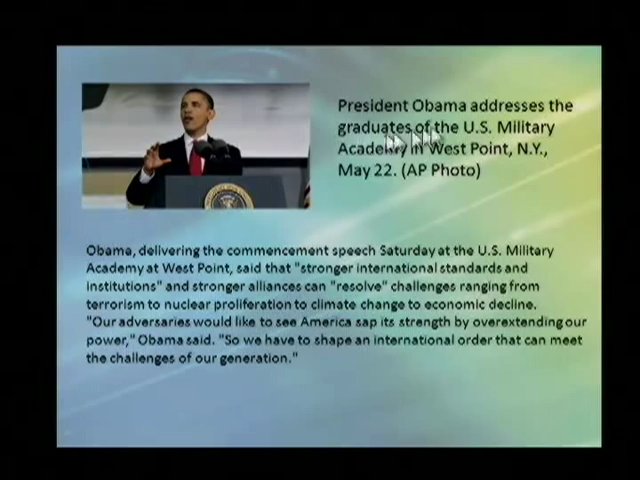 President Obama addresses the
graduates of the U.S. Military
Academy in West Point, N.Y.,
May 22. (AP Photo)
Obama, delivering the commencement speech Saturday at the U.S. Military
Academy at West Point, said that "stronger international standards and
institutions" and stronger alliances can "resolve" challenges ranging from
terrorism to nuclear proliferation to climate change to economic decline.
"Our adversaries would like to see America sap its strength by overextending our
power," Obama said. "So we have to shape an international order that can meet
the challenges of our generation."